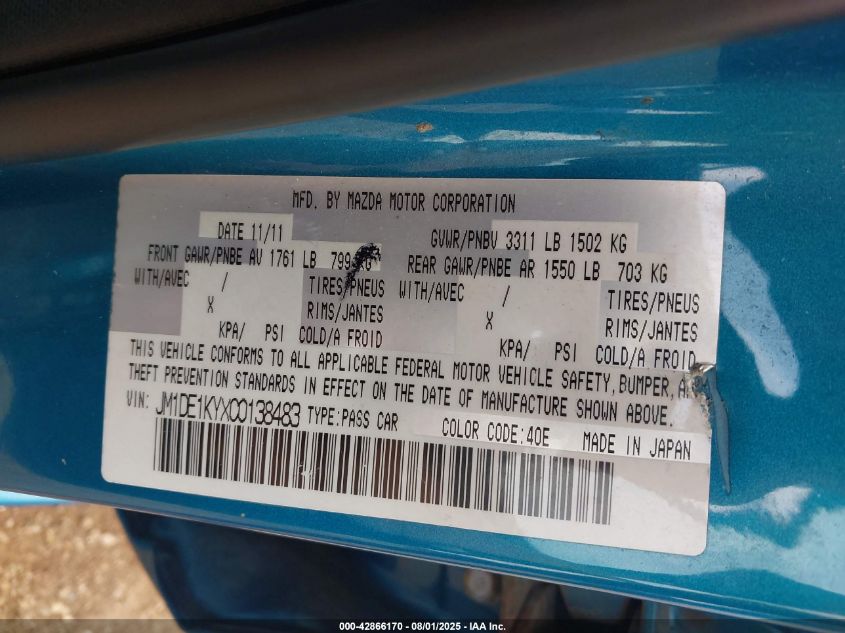 MFD. BY MAZDA MOTOR CORPORATION
DATE 11/11 GVWR/PNBV 3311 LB 1502 KG
FRONT GAWR/PNBE AV 1761 LB 799 KG REAR GAWR/PNBE AR 1550 LB 703 KG
WITH/AVEC / TIRES/PNEUS WITH/AVEC / TIRES/PNEUS
X RIMS/JANTES X RIMS/JANTES
KPA/ PSI COLD/A FROID KPA/ PSI COLD/A FROID
THIS VEHICLE CONFORMS TO ALL APPLICABLE FEDERAL MOTOR VEHICLE SAFETY, BUMPER,
THEFT PREVENTION STANDARDS IN EFFECT ON THE DATE OF MANUFACTURE SHOWN ABOVE.
VIN: JM1DE1KYXC0138483 TYPE:PASS CAR COLOR CODE:40E MADE IN JAPAN
000-42866170 - 08/01/2025 - IAA Inc.